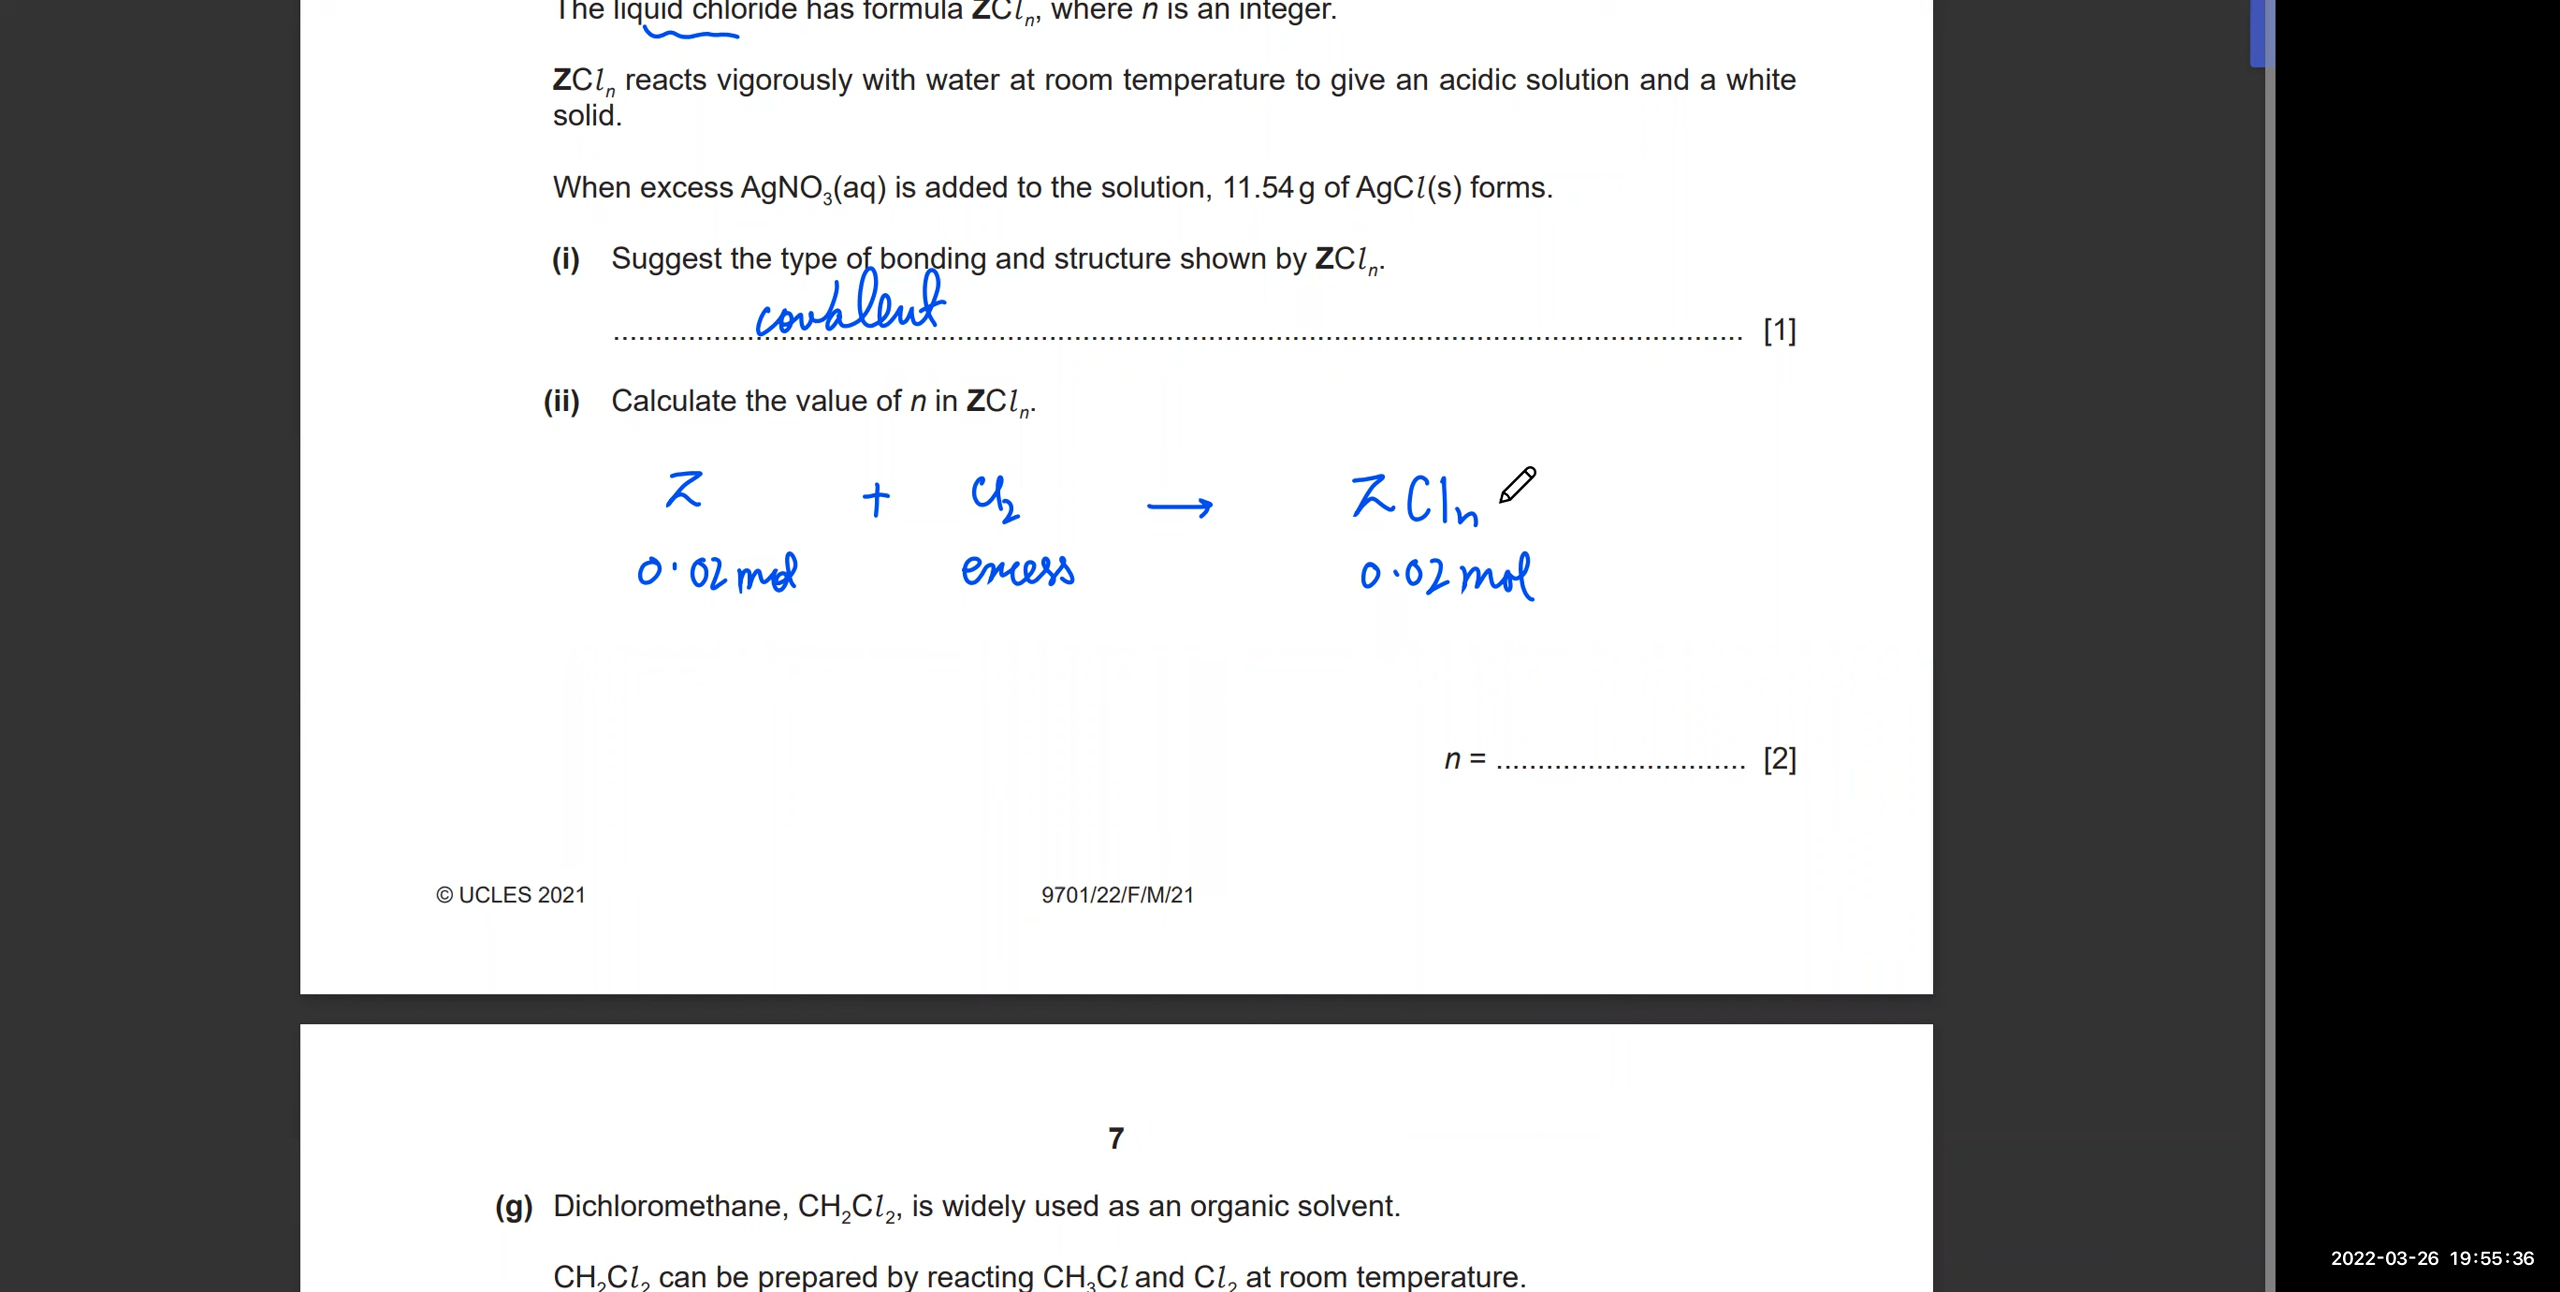 The liquid chloride has formula ZClₙ, where n is an integer.
ZClₙ reacts vigorously with water at room temperature to give an acidic solution and a white
solid.
When excess AgNO₃(aq) is added to the solution, 11.54 g of AgCl(s) forms.
(i) Suggest the type of bonding and structure shown by ZClₙ.
covalent
.......................................................................................................................................... [1]
(ii) Calculate the value of n in ZClₙ.
Z + Cl₂ → ZClₙ
0.02 mol excess 0.02 mol
n = .............................. [2]
© UCLES 2021 9701/22/F/M/21
7
(g) Dichloromethane, CH₂Cl₂, is widely used as an organic solvent.
CH₂Cl₂ can be prepared by reacting CH₃Cl and Cl₂ at room temperature.
2022-03-26 19:55:36